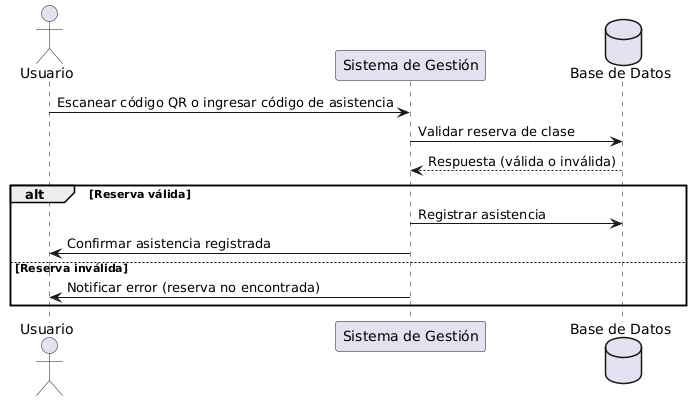 Usuario
Sistema de Gestión
Base de Datos
Escanear código QR o ingresar código de asistencia
Validar reserva de clase
Respuesta (válida o inválida)
alt [Reserva válida]
Registrar asistencia
Confirmar asistencia registrada
[Reserva inválida]
Notificar error (reserva no encontrada)
Usuario
Sistema de Gestión
Base de Datos